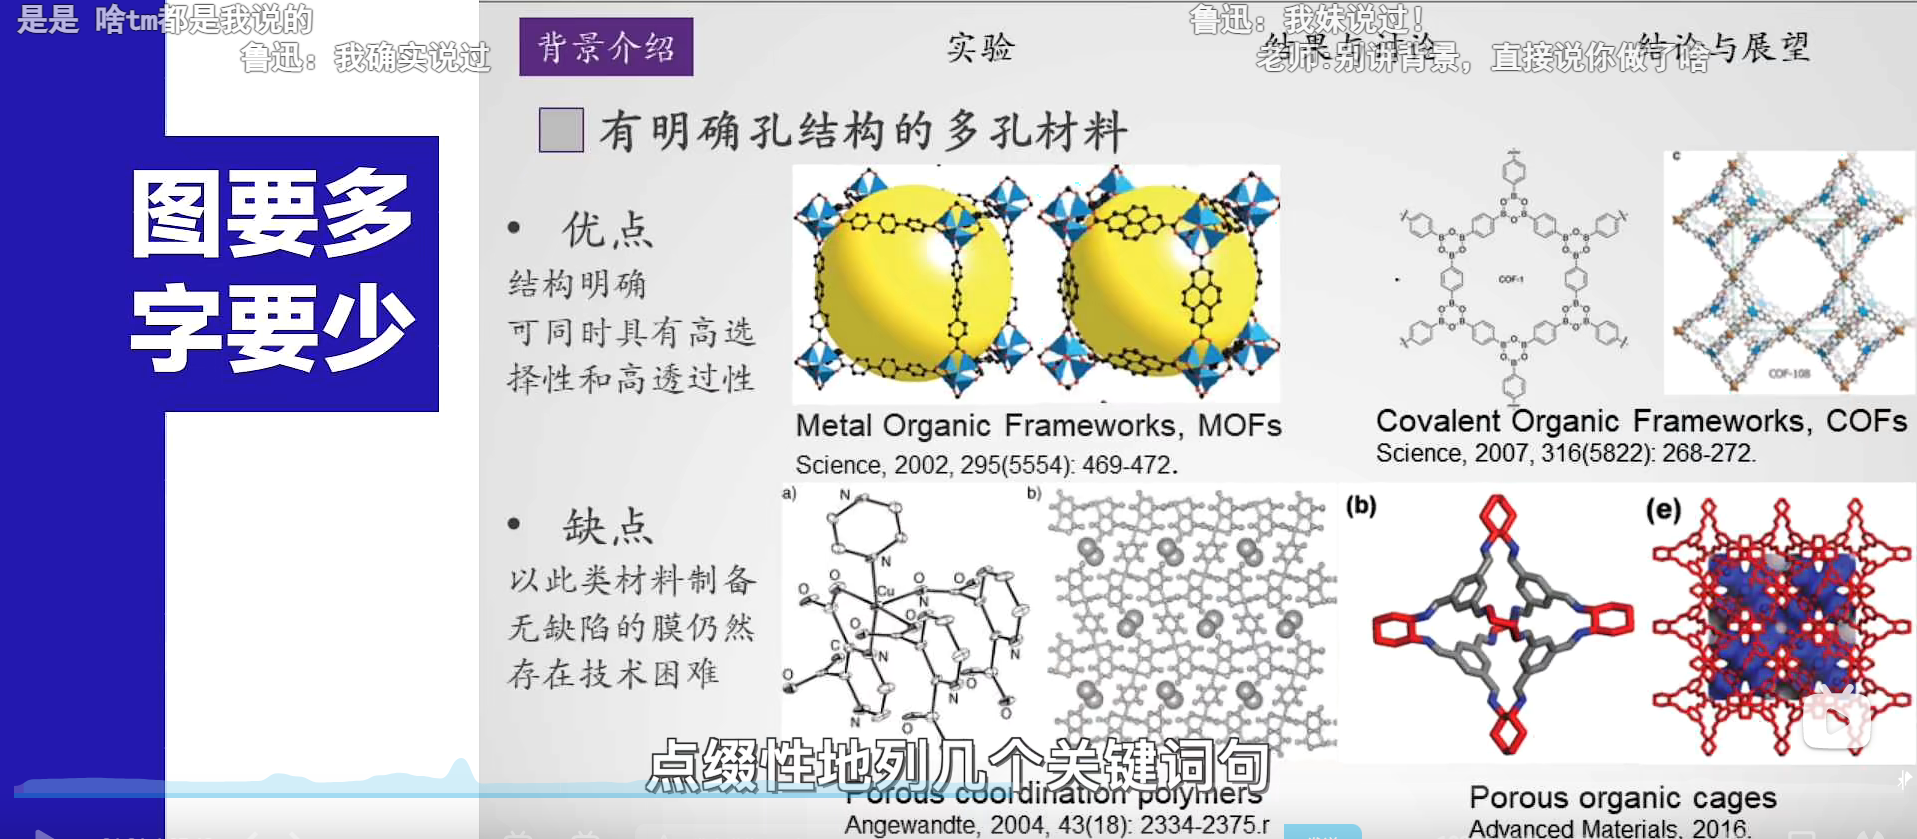 是是 啥tm都是我说的
鲁迅：我确实说过
鲁迅：我妹说过！
老师:别讲背景，直接说你做了啥
背景介绍
实验
结果与讨论
结论与展望
图要多
字要少
有明确孔结构的多孔材料
• 优点
结构明确
可同时具有高选
择性和高透过性
• 缺点
以此类材料制备
无缺陷的膜仍然
存在技术困难
Metal Organic Frameworks, MOFs
Science, 2002, 295(5554): 469-472.
COF-1
c
COF-108
Covalent Organic Frameworks, COFs
Science, 2007, 316(5822): 268-272.
a)
b)
(b)
(e)
点缀性地列几个关键词句
Porous coordination polymers
Angewandte, 2004, 43(18): 2334-2375.r
Porous organic cages
Advanced Materials, 2016.